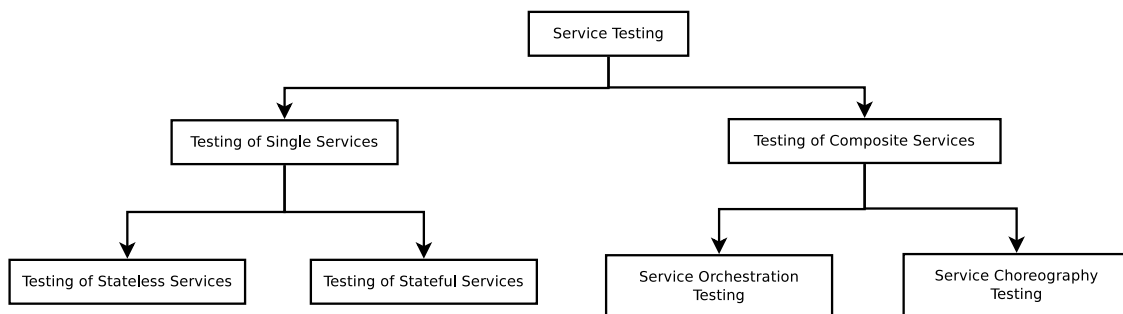 Service Testing
Testing of Single Services
Testing of Composite Services
Testing of Stateless Services
Testing of Stateful Services
Service Orchestration
Testing
Service Choreography
Testing